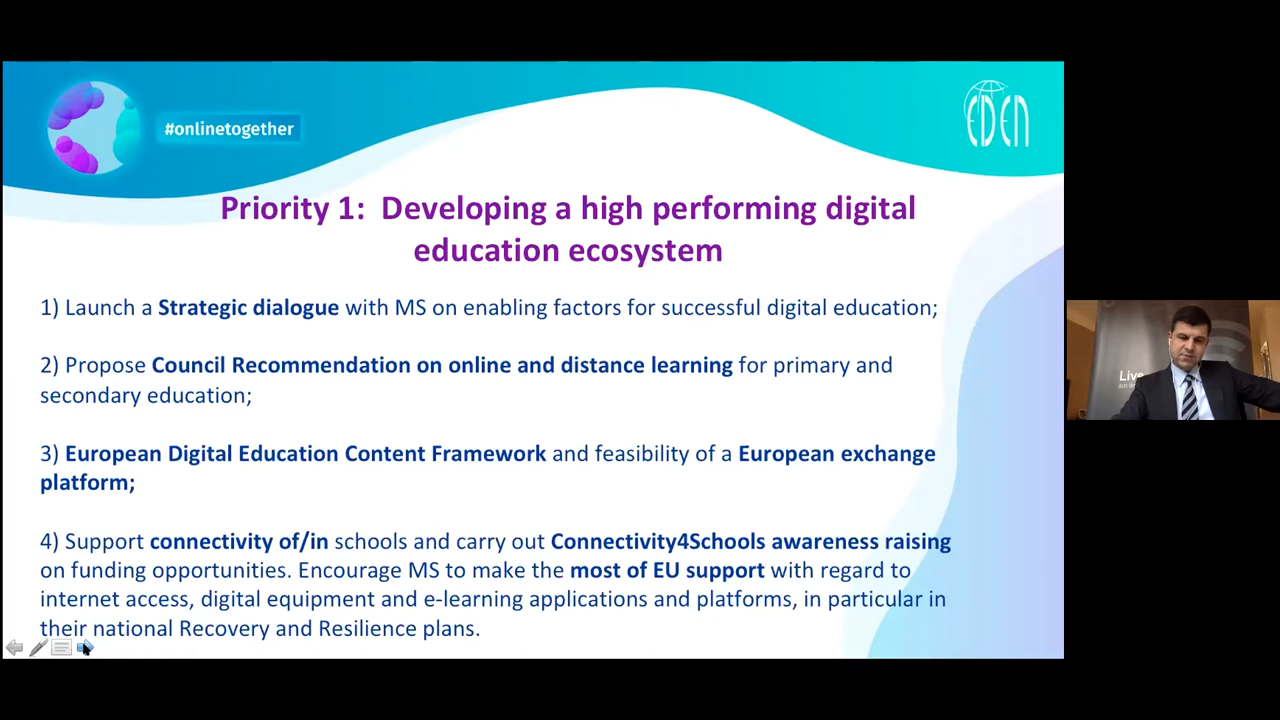 #onlinetogether
EDEN
Priority 1: Developing a high performing digital
education ecosystem
1) Launch a Strategic dialogue with MS on enabling factors for successful digital education;
2) Propose Council Recommendation on online and distance learning for primary and
secondary education;
3) European Digital Education Content Framework and feasibility of a European exchange
platform;
4) Support connectivity of/in schools and carry out Connectivity4Schools awareness raising
on funding opportunities. Encourage MS to make the most of EU support with regard to
internet access, digital equipment and e-learning applications and platforms, in particular in
their national Recovery and Resilience plans.
Live